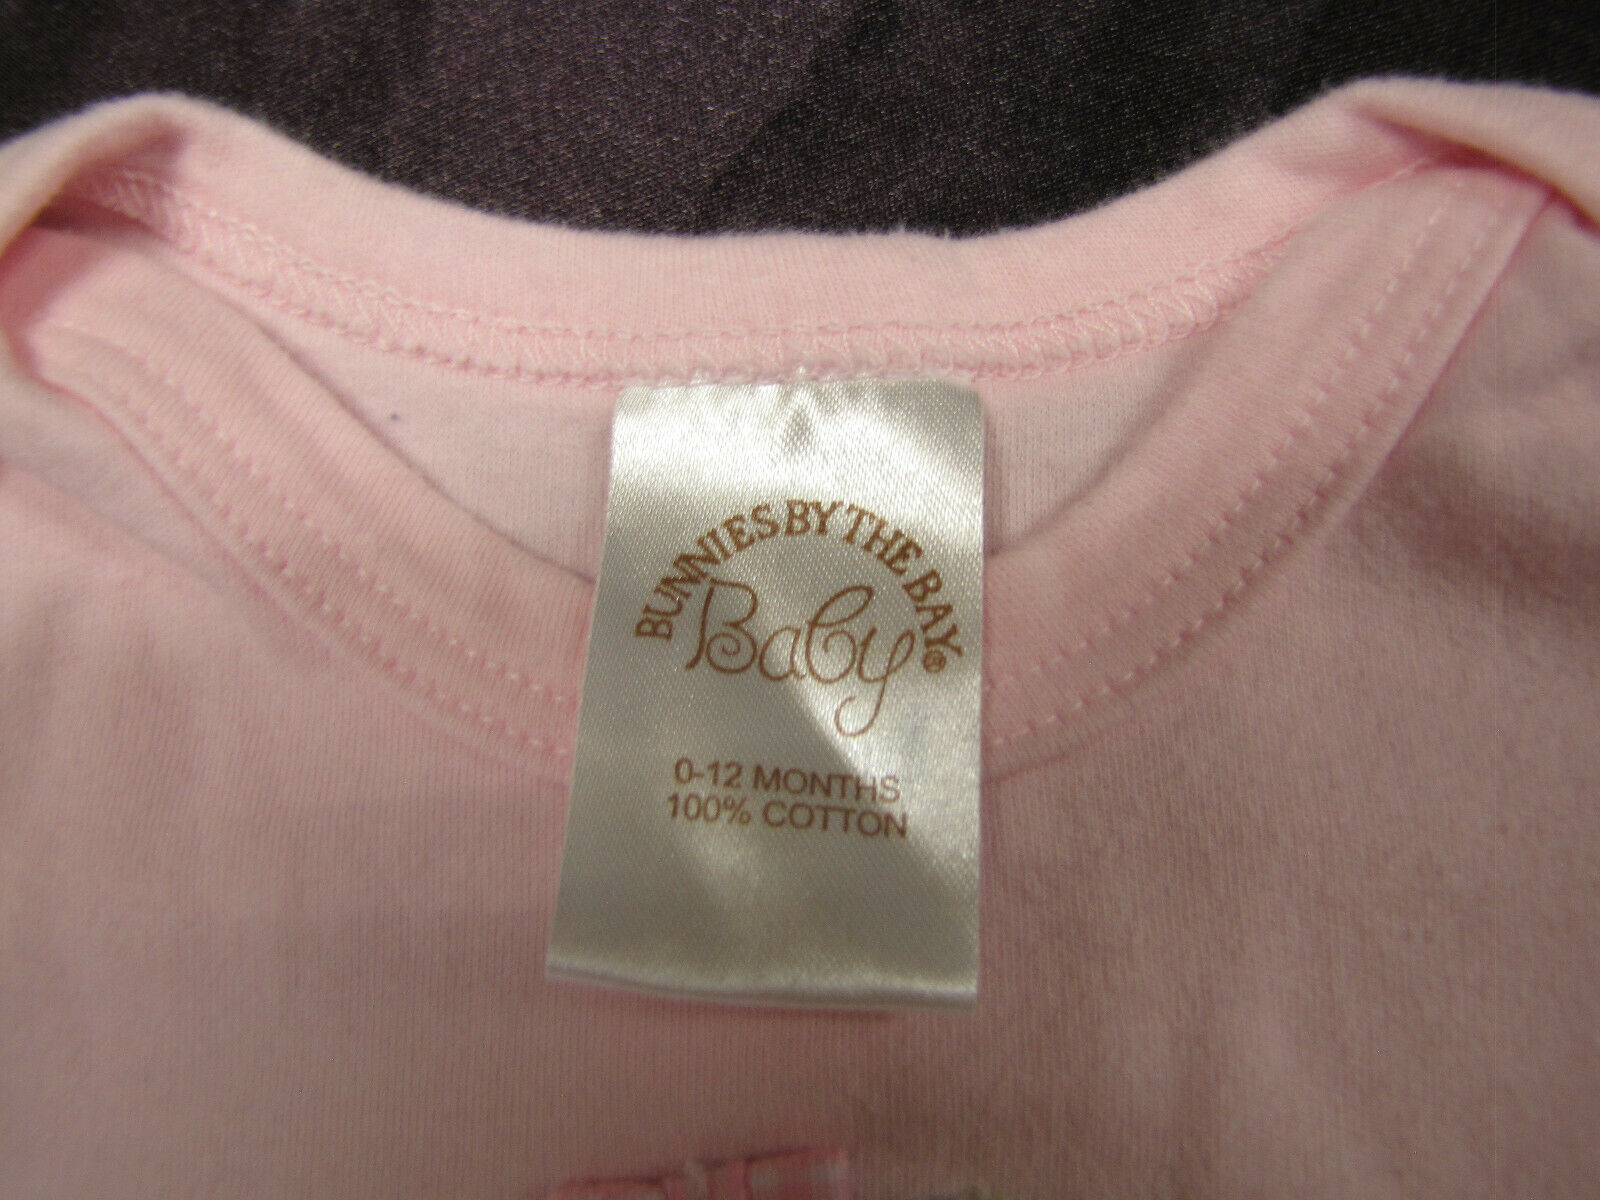 BUNNIES BY THE BAY®
Baby
0-12 MONTHS
100% COTTON